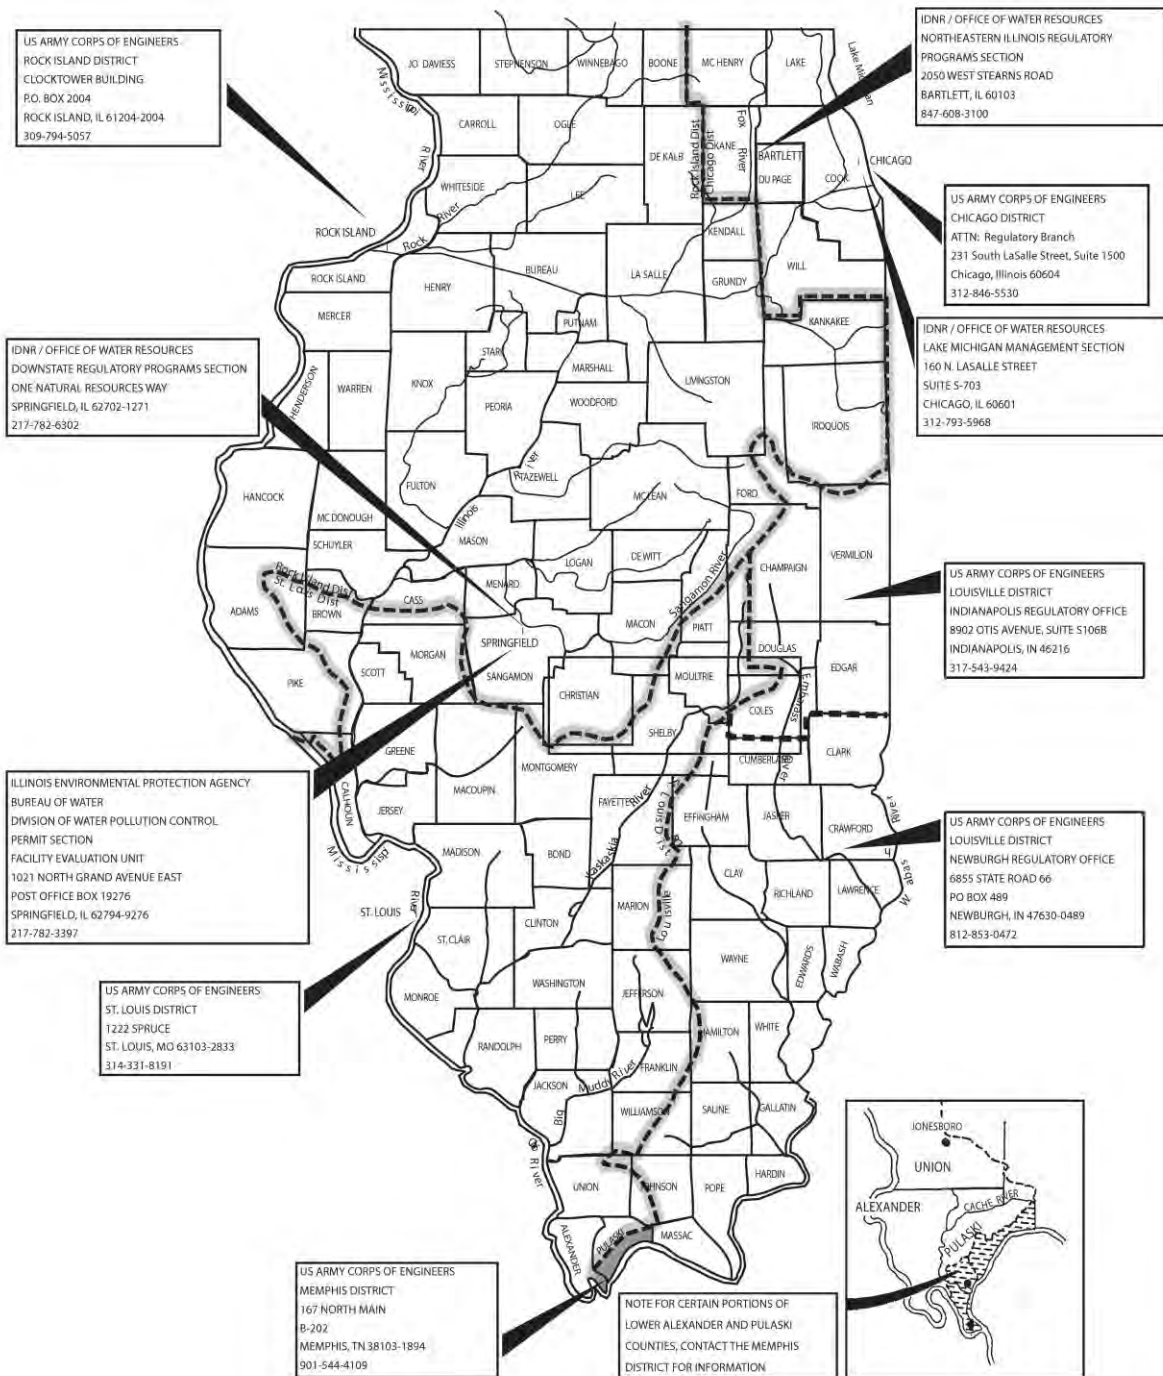 US ARMY CORPS OF ENGINEERS
ROCK ISLAND DISTRICT
CLOCKTOWER BUILDING
P.O. BOX 2004
ROCK ISLAND, IL 61204-2004
309-794-5057
IDNR / OFFICE OF WATER RESOURCES
NORTHEASTERN ILLINOIS REGULATORY
PROGRAMS SECTION
2050 WEST STEARNS ROAD
BARTLETT, IL 60103
847-608-3100
JO DAVIESS
STEPHENSON
WINNEBAGO
BOONE
MC HENRY
LAKE
Lake Michigan
Mississippi
River
CARROLL
OGLE
DE KALB
Rock Island Dist
Chicago Dist
KANE
Fox
River
BARTLETT
DU PAGE
COOK
CHICAGO
WHITESIDE
LEE
US ARMY CORPS OF ENGINEERS
CHICAGO DISTRICT
ATTN: Regulatory Branch
231 South LaSalle Street, Suite 1500
Chicago, Illinois 60604
312-846-5530
ROCK ISLAND
Rock
River
KENDALL
ROCK ISLAND
HENRY
BUREAU
LA SALLE
GRUNDY
WILL
MERCER
PUTNAM
KANKAKEE
IDNR / OFFICE OF WATER RESOURCES
LAKE MICHIGAN MANAGEMENT SECTION
160 N. LASALLE STREET
SUITE S-703
CHICAGO, IL 60601
312-793-5968
IDNR / OFFICE OF WATER RESOURCES
DOWNSTATE REGULATORY PROGRAMS SECTION
ONE NATURAL RESOURCES WAY
SPRINGFIELD, IL 62702-1271
217-782-6302
HENDERSON
WARREN
KNOX
STARK
PEORIA
MARSHALL
WOODFORD
LIVINGSTON
IROQUOIS
HANCOCK
MC DONOUGH
FULTON
TAZEWELL
River
Illinois
MC LEAN
FORD
SCHUYLER
MASON
LOGAN
DE WITT
CHAMPAIGN
VERMILION
ADAMS
Rock Island Dist
St. Louis Dist
BROWN
CASS
MENARD
MACON
Sangamon River
PIATT
US ARMY CORPS OF ENGINEERS
LOUISVILLE DISTRICT
INDIANAPOLIS REGULATORY OFFICE
8902 OTIS AVENUE, SUITE S106B
INDIANAPOLIS, IN 46216
317-543-9424
SPRINGFIELD
PIKE
SCOTT
MORGAN
SANGAMON
CHRISTIAN
MOULTRIE
DOUGLAS
EDGAR
COLES
Embarrass
River
GREENE
SHELBY
CUMBERLAND
CLARK
ILLINOIS ENVIRONMENTAL PROTECTION AGENCY
BUREAU OF WATER
DIVISION OF WATER POLLUTION CONTROL
PERMIT SECTION
FACILITY EVALUATION UNIT
1021 NORTH GRAND AVENUE EAST
POST OFFICE BOX 19276
SPRINGFIELD, IL 62794-9276
217-782-3397
CALHOUN
JERSEY
MACOUPIN
MONTGOMERY
FAYETTE
Kaskaskia
River
EFFINGHAM
JASPER
CRAWFORD
Wabash
River
Mississippi
River
MADISON
BOND
CLAY
RICHLAND
LAWRENCE
US ARMY CORPS OF ENGINEERS
LOUISVILLE DISTRICT
NEWBURGH REGULATORY OFFICE
6855 STATE ROAD 66
PO BOX 489
NEWBURGH, IN 47630-0489
812-853-0472
ST. LOUIS
ST. CLAIR
CLINTON
MARION
Louisville
WAYNE
EDWARDS
WABASH
MONROE
WASHINGTON
JEFFERSON
US ARMY CORPS OF ENGINEERS
ST. LOUIS DISTRICT
1222 SPRUCE
ST. LOUIS, MO 63103-2833
314-331-8191
RANDOLPH
PERRY
HAMILTON
WHITE
FRANKLIN
JACKSON
Big
Muddy River
WILLIAMSON
SALINE
GALLATIN
River
UNION
JOHNSON
POPE
HARDIN
ALEXANDER
PULASKI
MASSAC
JONESBORO
UNION
ALEXANDER
CACHE RIVER
PULASKI
US ARMY CORPS OF ENGINEERS
MEMPHIS DISTRICT
167 NORTH MAIN
B-202
MEMPHIS, TN 38103-1894
901-544-4109
NOTE FOR CERTAIN PORTIONS OF
LOWER ALEXANDER AND PULASKI
COUNTIES, CONTACT THE MEMPHIS
DISTRICT FOR INFORMATION